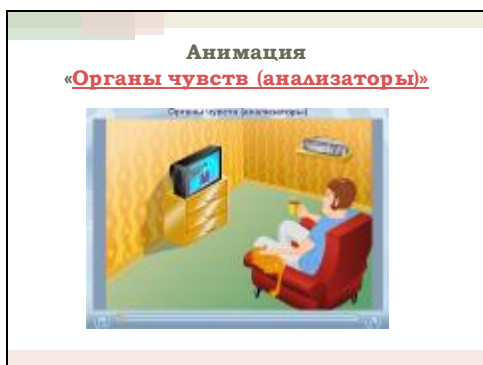 Анимация
«Органы чувств (анализаторы)»
Органы чувств (анализаторы)